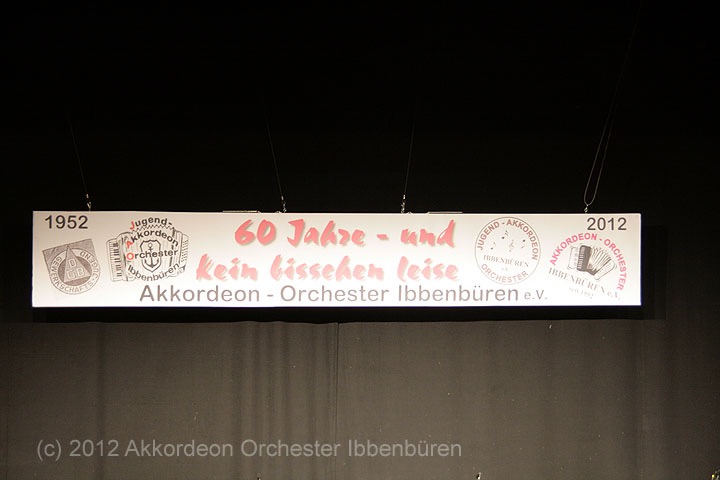 1952
2012
60 Jahre - und
kein bisschen leise
Akkordeon - Orchester Ibbenbüren e.V.
Jugend-
Akkordeon
Orchester
Ibbenbüren
JUGEND - AKKORDEON
IBBENBÜREN
ORCHESTER
AKKORDEON - ORCHESTER
IBBENBÜREN e.V.
(c) 2012 Akkordeon Orchester Ibbenbüren